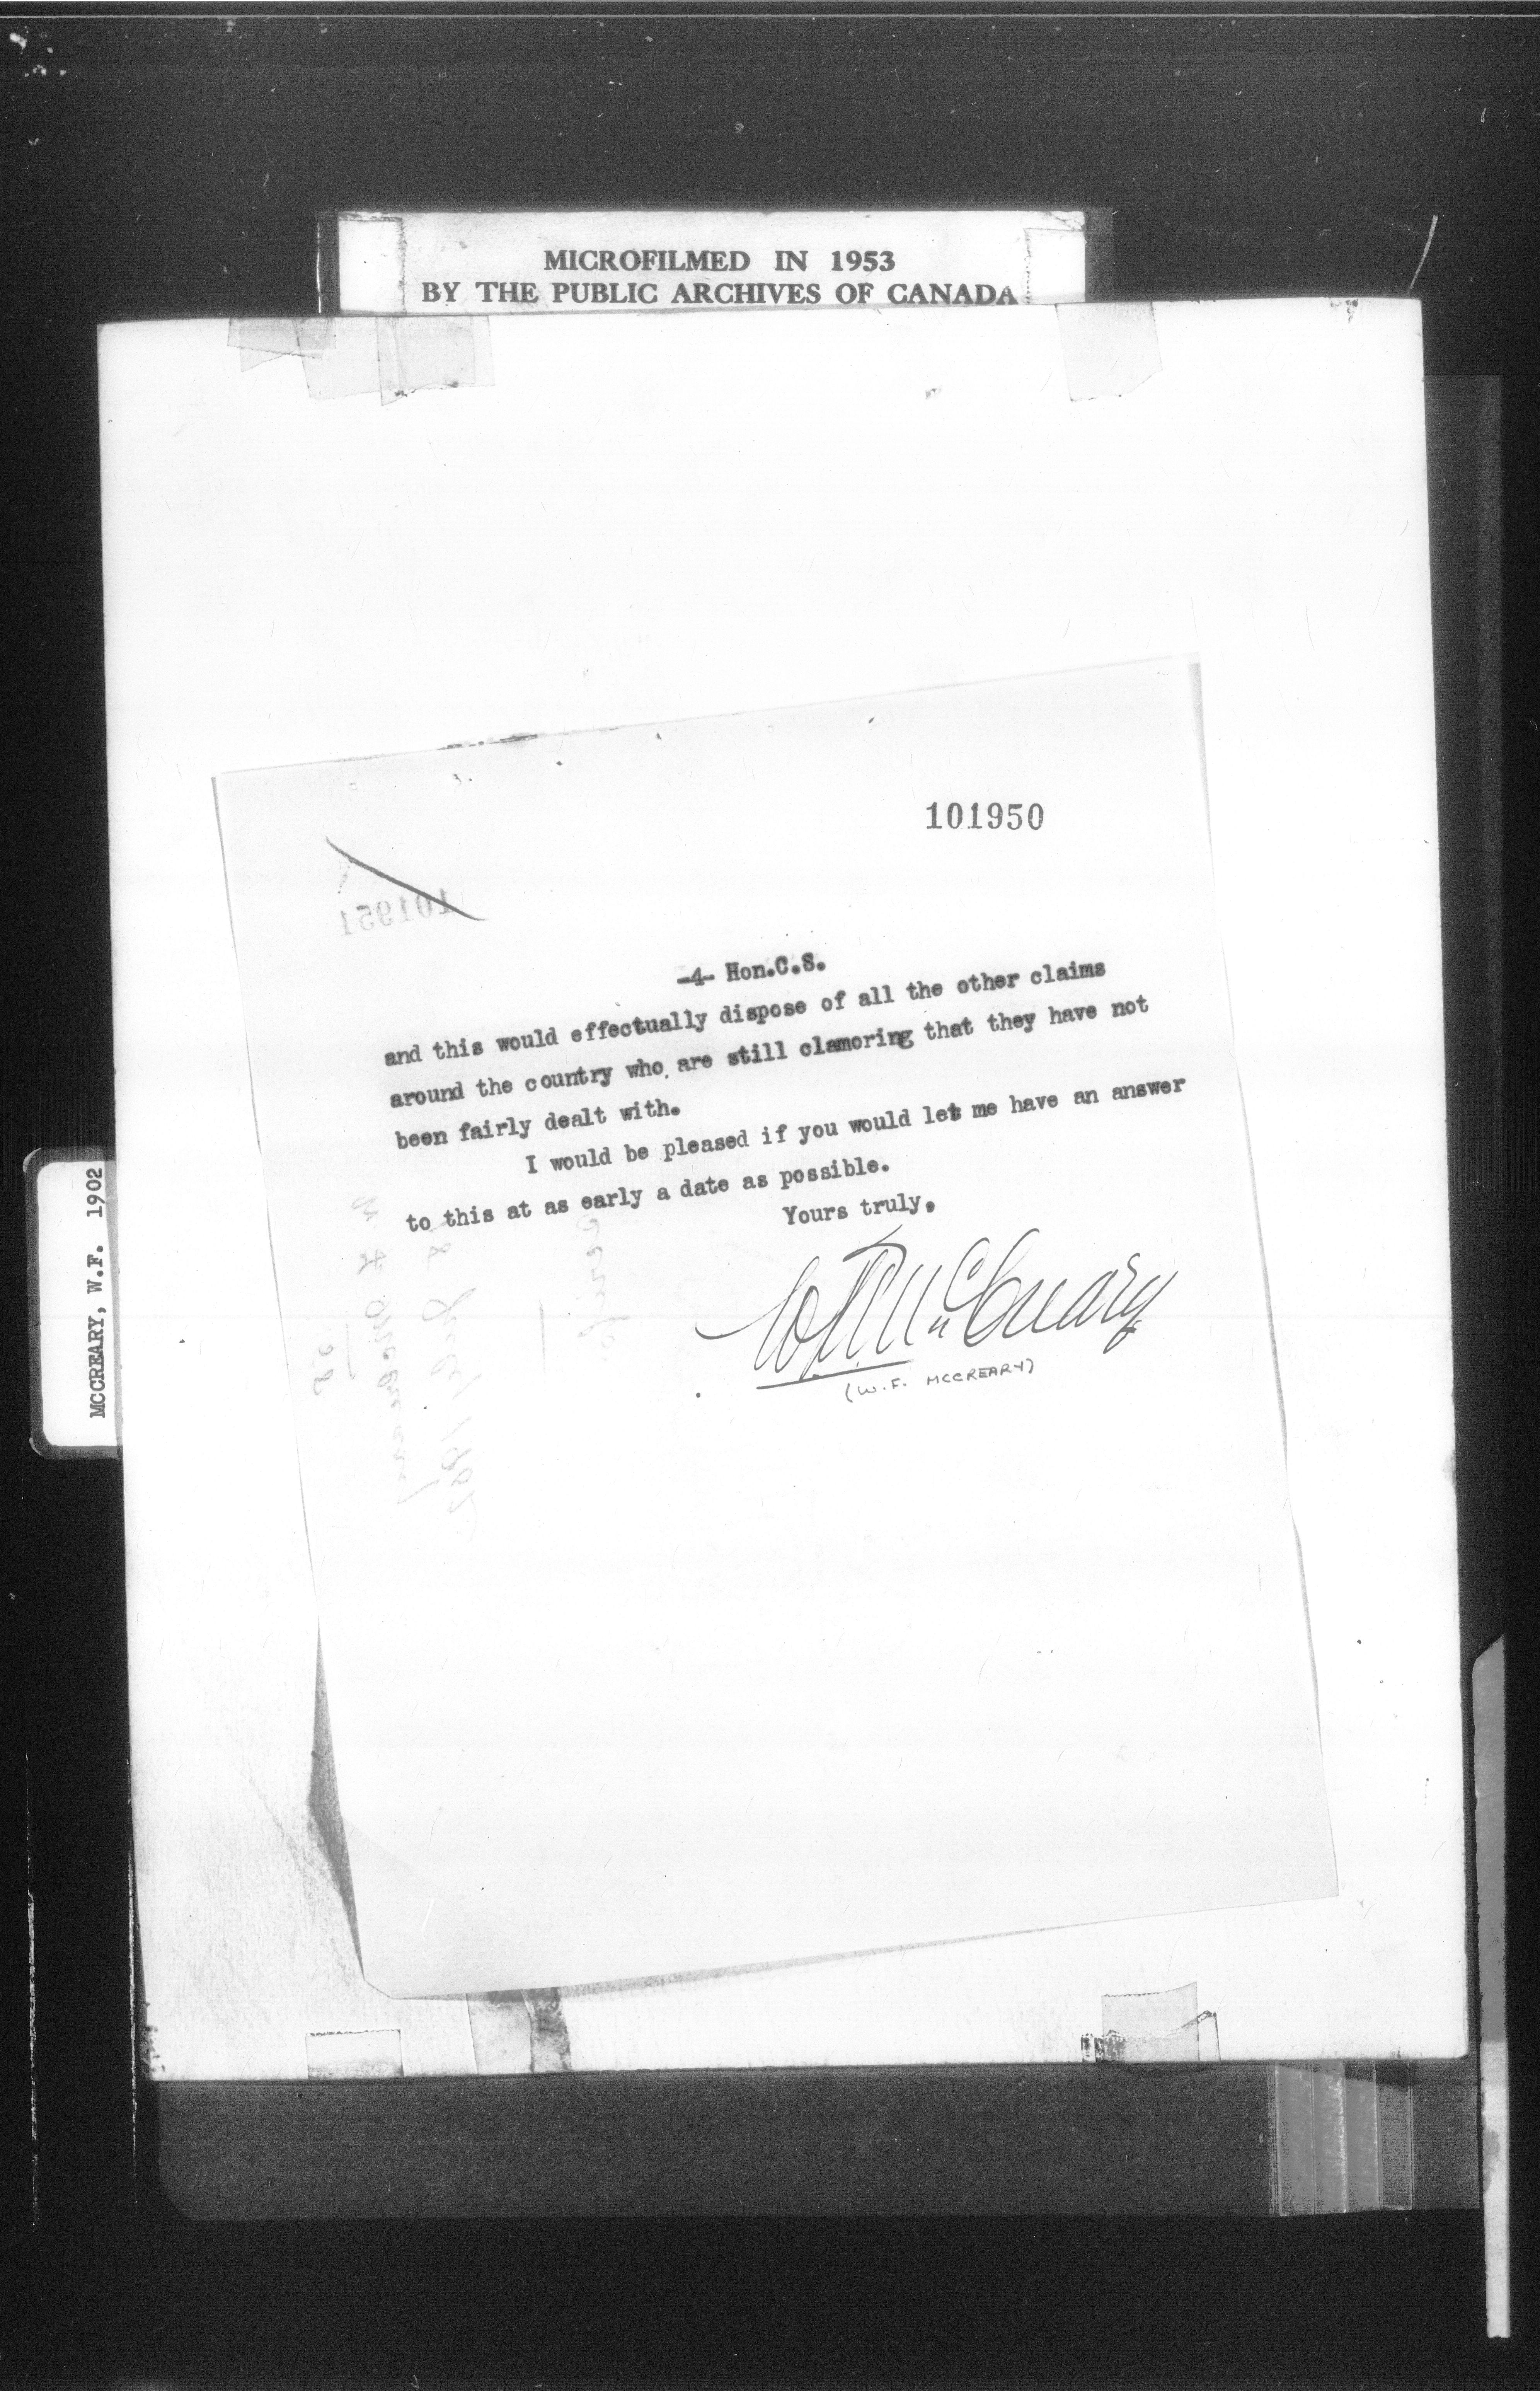 MICROFILMED IN 1953
BY THE PUBLIC ARCHIVES OF CANADA
101950
101951
-4- Hon.C.S.
and this would effectually dispose of all the other claims
around the country who are still clamoring that they have not
been fairly dealt with.
I would be pleased if you would let me have an answer
to this at as early a date as possible.
Yours truly.
W F McCreary
(W.F. MCCREARY)
MCCREARY, W.F. 1902